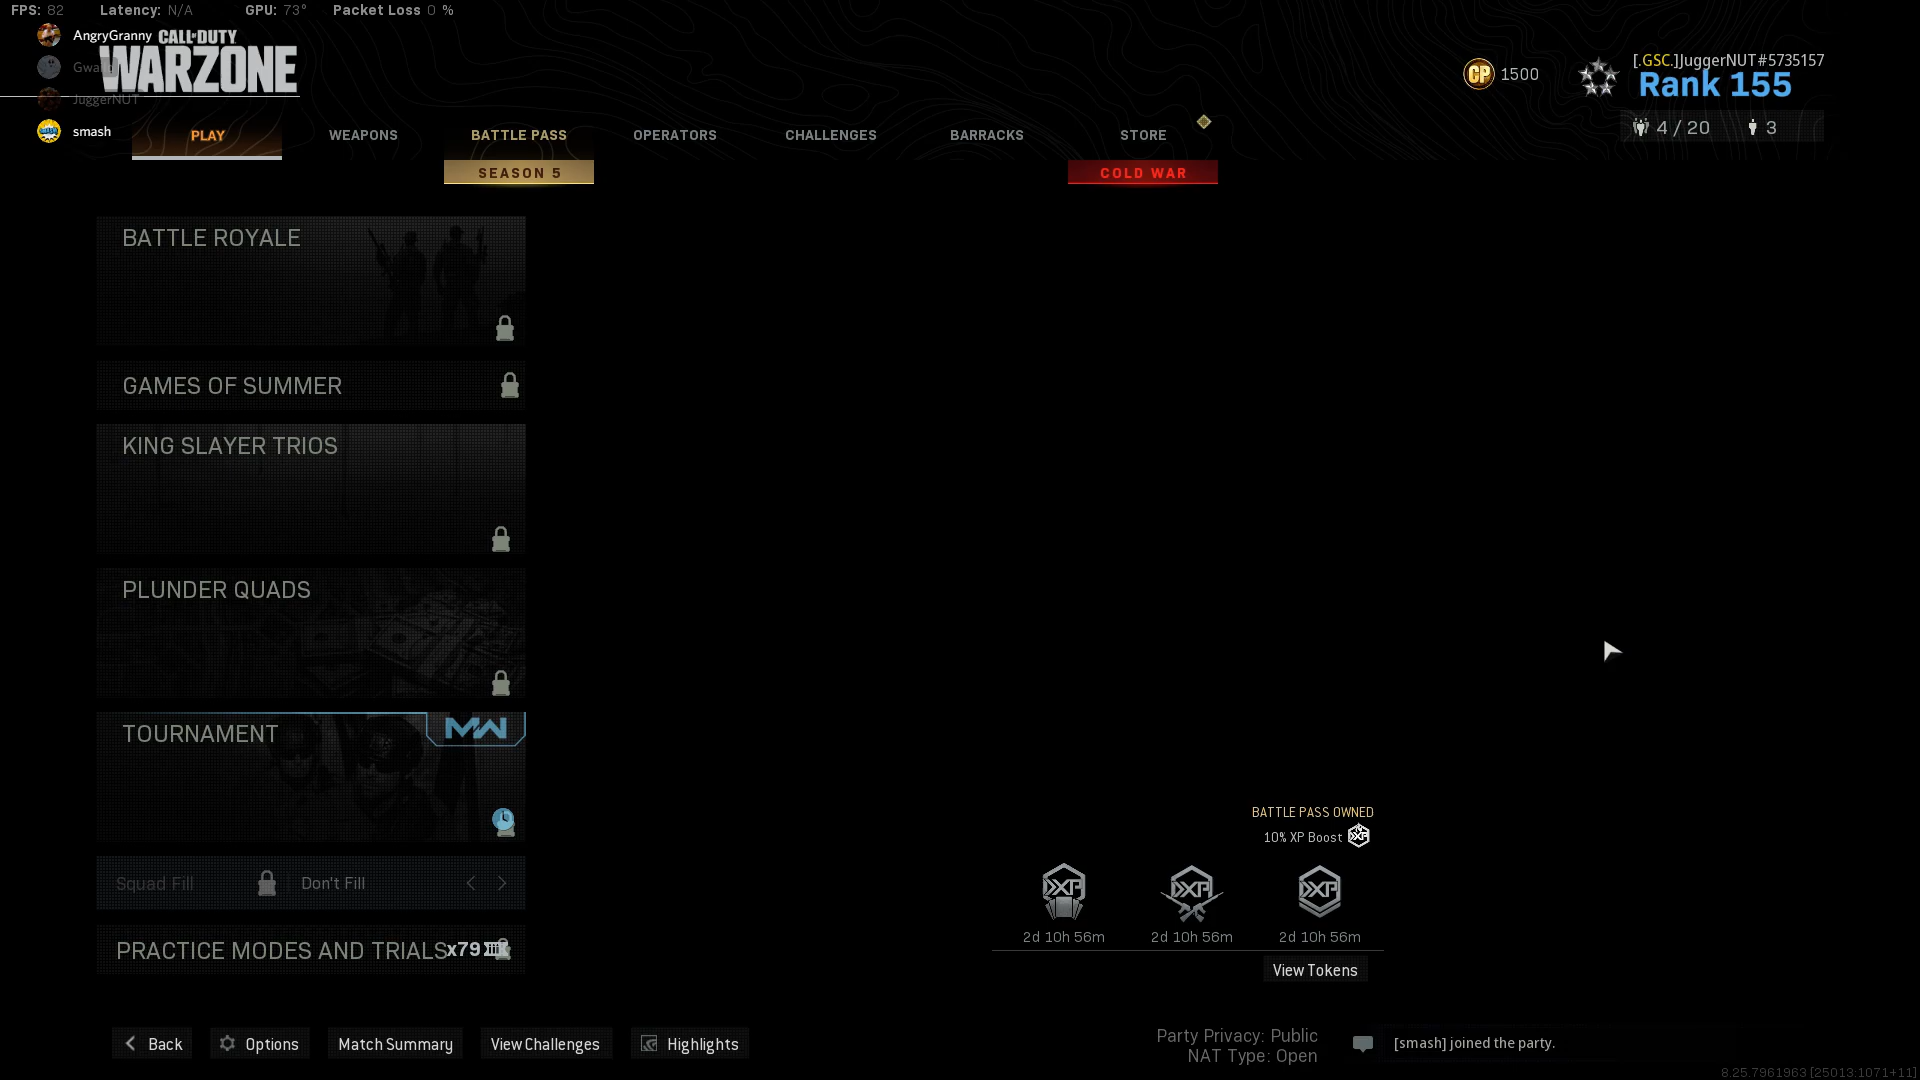 FPS: 82 Latency: N/A GPU: 73° Packet Loss 0 %
AngryGranny
CALL OF DUTY
WARZONE
JuggerNUT
smash
GP 1500
[.GSC.]JuggerNUT#5735157
Rank 155
4 / 20 3
PLAY WEAPONS BATTLE PASS OPERATORS CHALLENGES BARRACKS STORE
SEASON 5 COLD WAR
BATTLE ROYALE
GAMES OF SUMMER
KING SLAYER TRIOS
PLUNDER QUADS
TOURNAMENT MW
Squad Fill Don't Fill
PRACTICE MODES AND TRIALS x79
BATTLE PASS OWNED
10% XP Boost
2d 10h 56m 2d 10h 56m 2d 10h 56m
View Tokens
Back Options Match Summary View Challenges Highlights
Party Privacy: Public
NAT Type: Open
[smash] joined the party.
8.25.7961963 [25013:1071+11]